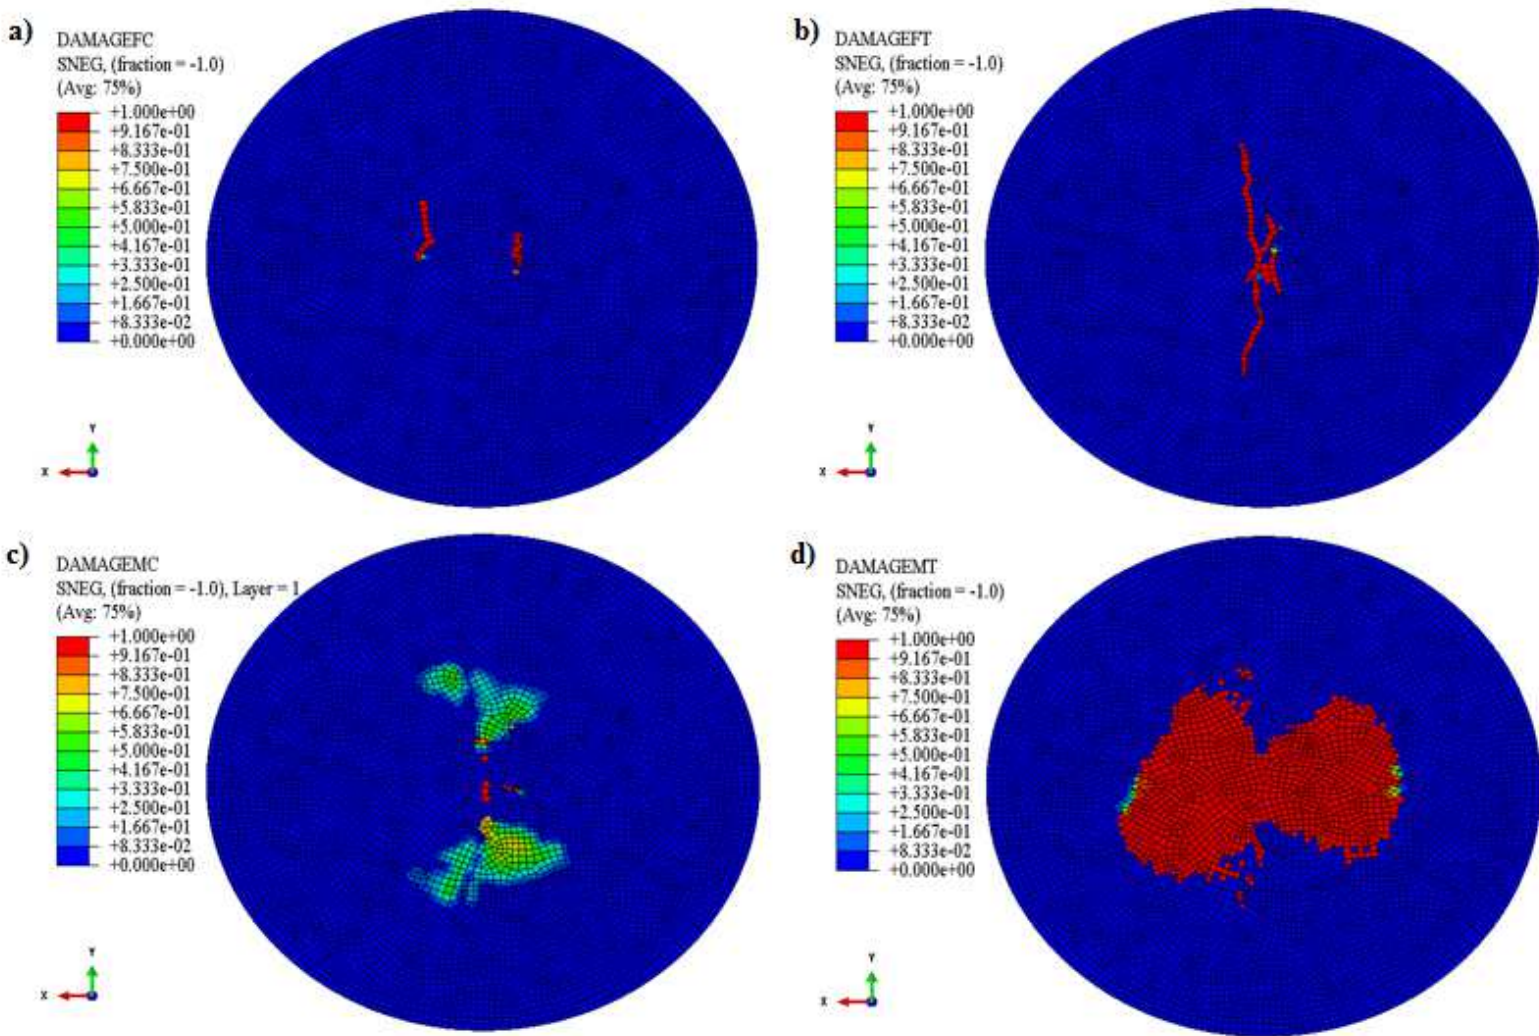 a)
DAMAGEFC
SNEG, (fraction = -1.0)
(Avg: 75%)
+1.000e+00
+9.167e-01
+8.333e-01
+7.500e-01
+6.667e-01
+5.833e-01
+5.000e-01
+4.167e-01
+3.333e-01
+2.500e-01
+1.667e-01
+8.333e-02
+0.000e+00
Y
X
b)
DAMAGEFT
SNEG, (fraction = -1.0)
(Avg: 75%)
+1.000e+00
+9.167e-01
+8.333e-01
+7.500e-01
+6.667e-01
+5.833e-01
+5.000e-01
+4.167e-01
+3.333e-01
+2.500e-01
+1.667e-01
+8.333e-02
+0.000e+00
Y
X
c)
DAMAGEMC
SNEG, (fraction = -1.0), Layer = 1
(Avg: 75%)
+1.000e+00
+9.167e-01
+8.333e-01
+7.500e-01
+6.667e-01
+5.833e-01
+5.000e-01
+4.167e-01
+3.333e-01
+2.500e-01
+1.667e-01
+8.333e-02
+0.000e+00
Y
X
d)
DAMAGEMT
SNEG, (fraction = -1.0)
(Avg: 75%)
+1.000e+00
+9.167e-01
+8.333e-01
+7.500e-01
+6.667e-01
+5.833e-01
+5.000e-01
+4.167e-01
+3.333e-01
+2.500e-01
+1.667e-01
+8.333e-02
+0.000e+00
Y
X